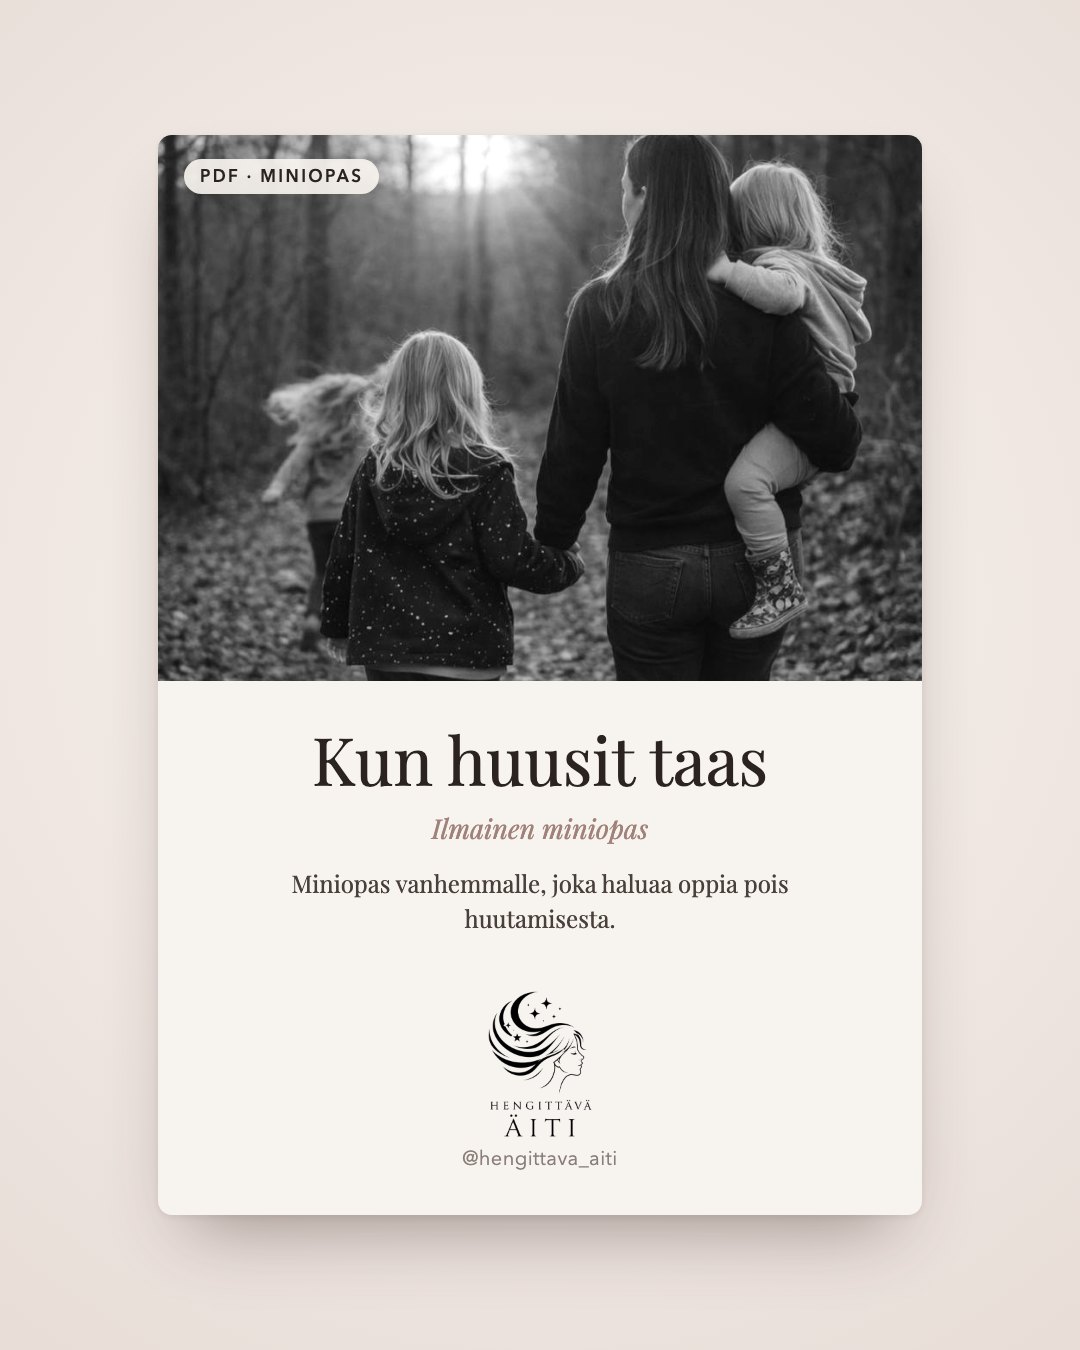 PDF · MINIOPAS
Kun huusit taas
Ilmainen miniopas
Miniopas vanhemmalle, joka haluaa oppia pois
huutamisesta.
HENGITTÄVÄ
ÄITI
@hengittava_aiti